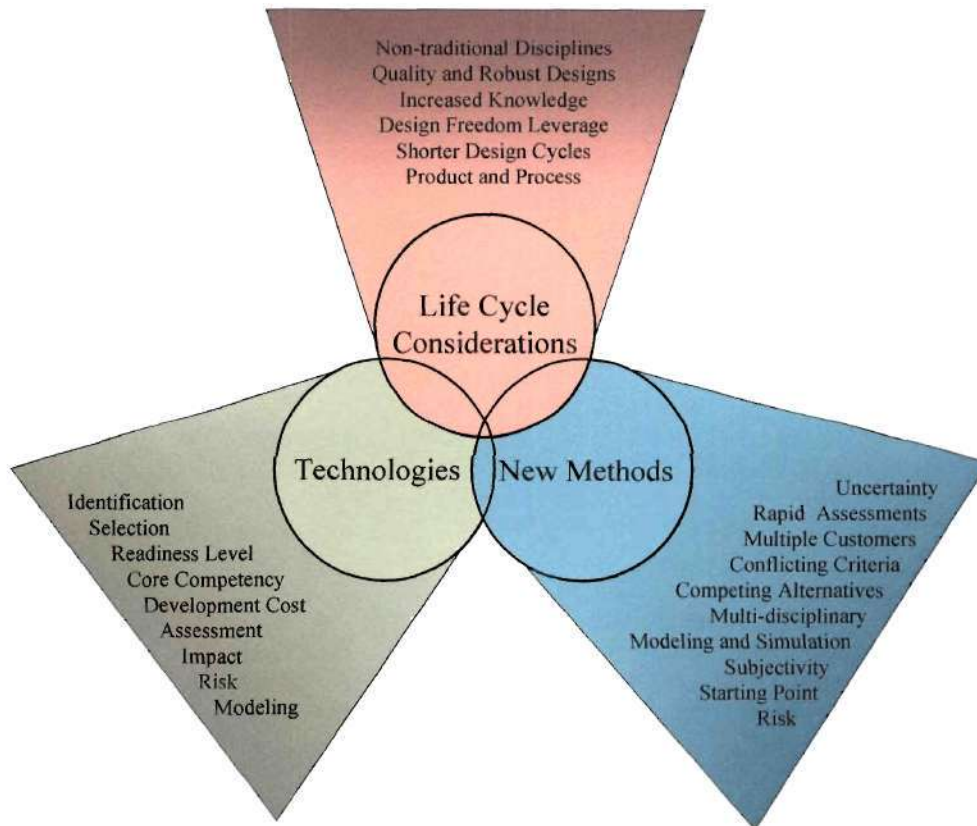 Non-traditional Disciplines
Quality and Robust Designs
Increased Knowledge
Design Freedom Leverage
Shorter Design Cycles
Product and Process
Life Cycle
Considerations
Technologies
New Methods
Identification
Selection
Readiness Level
Core Competency
Development Cost
Assessment
Impact
Risk
Modeling
Uncertainty
Rapid Assessments
Multiple Customers
Conflicting Criteria
Competing Alternatives
Multi-disciplinary
Modeling and Simulation
Subjectivity
Starting Point
Risk